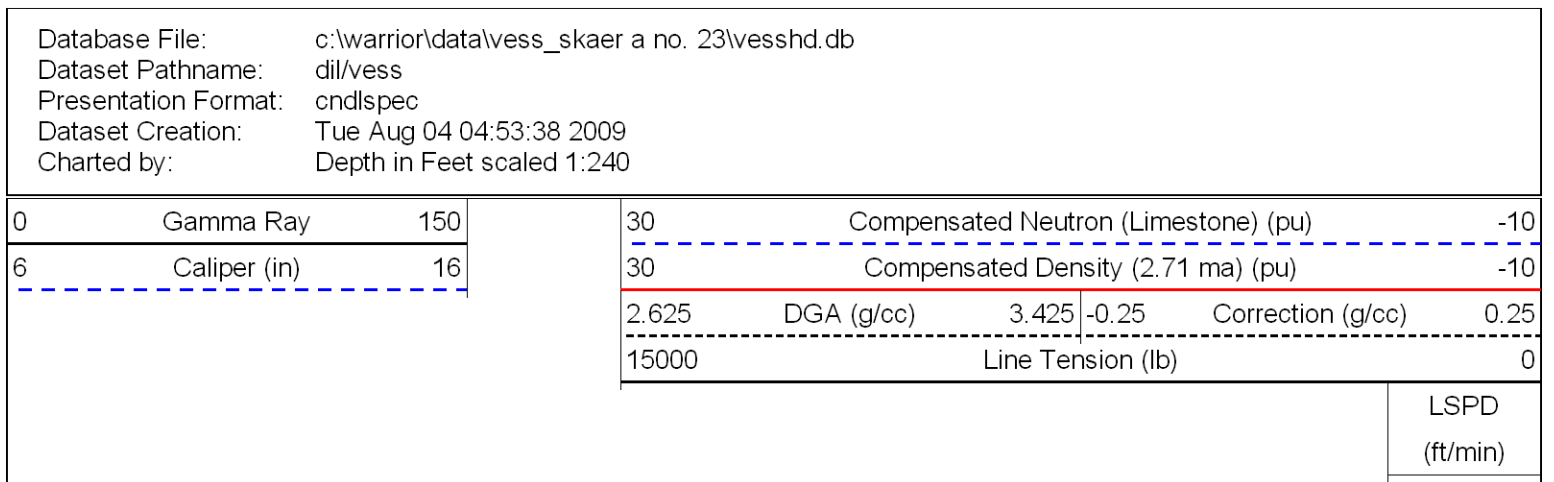 Database File: c:\warrior\data\vess_skaer a no. 23\vesshd.db
Dataset Pathname: dil/vess
Presentation Format: cndlspec
Dataset Creation: Tue Aug 04 04:53:38 2009
Charted by: Depth in Feet scaled 1:240
0 Gamma Ray 150 30 Compensated Neutron (Limestone) (pu) -10
6 Caliper (in) 16 30 Compensated Density (2.71 ma) (pu) -10
2.625 DGA (g/cc) 3.425 -0.25 Correction (g/cc) 0.25
15000 Line Tension (lb) 0
LSPD
(ft/min)